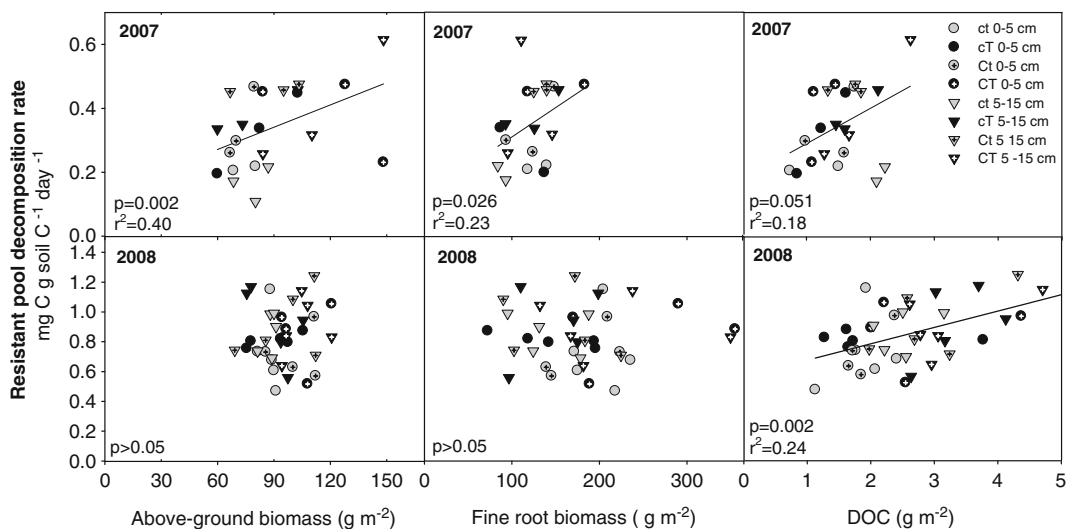 Resistant pool decomposition rate
mg C g soil C ⁻¹ day ⁻¹
2007
0.6
0.4
0.2
0.0
p=0.002
r²=0.40
2007
p=0.026
r²=0.23
2007
p=0.051
r²=0.18
ct 0-5 cm
cT 0-5 cm
Ct 0-5 cm
CT 0-5 cm
ct 5-15 cm
cT 5-15 cm
Ct 5 15 cm
CT 5 -15 cm
2008
1.4
1.2
1.0
0.8
0.6
0.4
0.2
0.0
p>0.05
2008
p>0.05
2008
p=0.002
r²=0.24
30 60 90 120 150
0 100 200 300
0 1 2 3 4 5
Above-ground biomass (g m⁻²)
Fine root biomass ( g m⁻²)
DOC (g m⁻²)